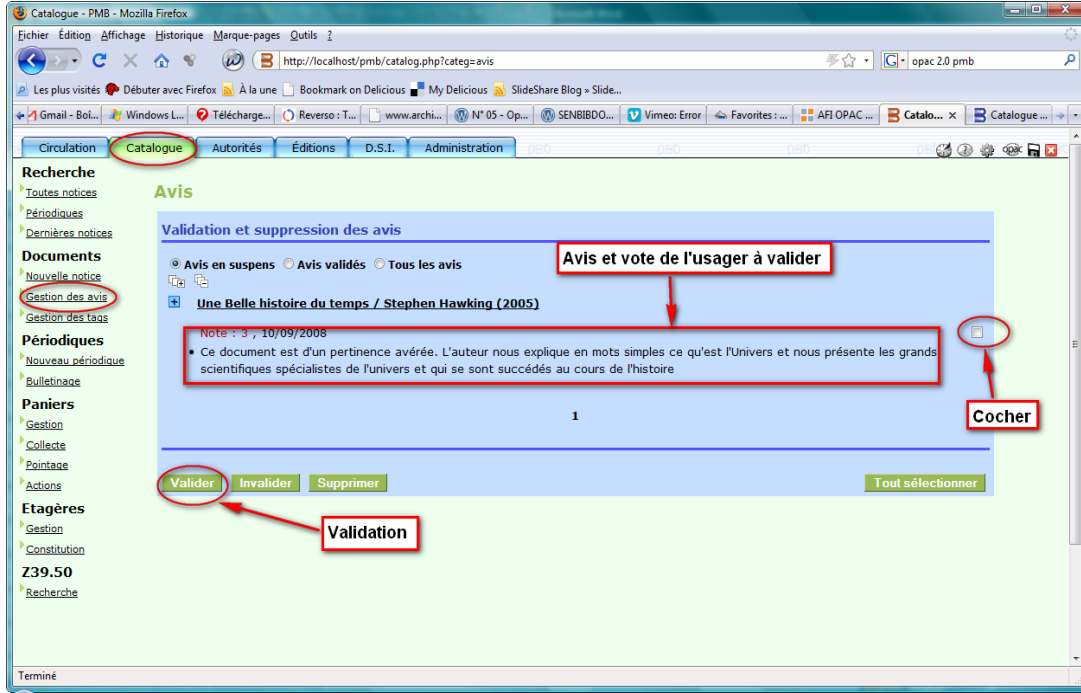 Catalogue - PMB - Mozilla Firefox
Fichier Édition Affichage Historique Marque-pages Outils ?
http://localhost/pmb/catalog.php?categ=avis
opac 2.0 pmb
Les plus visités Débuter avec Firefox À la une Bookmark on Delicious My Delicious SlideShare Blog » Slide...
Gmail - Boî... Windows L... Télécharge... Reverso : T... www.archi... N° 05 - Op... SENBIBDO... Vimeo: Error Favorites : ... AFI OPAC ... Catalo... Catalogue ...
Circulation Catalogue Autorités Éditions D.S.I. Administration
Recherche
Toutes notices
Périodiques
Dernières notices
Documents
Nouvelle notice
Gestion des avis
Gestion des tags
Périodiques
Nouveau périodique
Bulletinage
Paniers
Gestion
Collecte
Pointage
Actions
Etagères
Gestion
Constitution
Z39.50
Recherche
Avis
Validation et suppression des avis
Avis en suspens Avis validés Tous les avis
Avis et vote de l'usager à valider
Une Belle histoire du temps / Stephen Hawking (2005)
Note : 3 , 10/09/2008
• Ce document est d'un pertinence avérée. L'auteur nous explique en mots simples ce qu'est l'Univers et nous présente les grands
scientifiques spécialistes de l'univers et qui se sont succédés au cours de l'histoire
Cocher
1
Valider Invalider Supprimer Tout sélectionner
Validation
Terminé